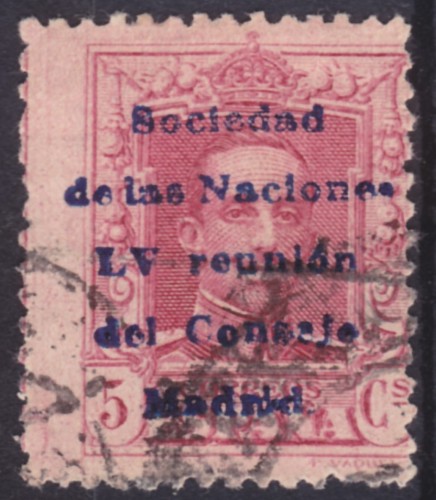 Sociedad
de las Naciones
LV reunión
del Consejo
Madrid
5 Cs